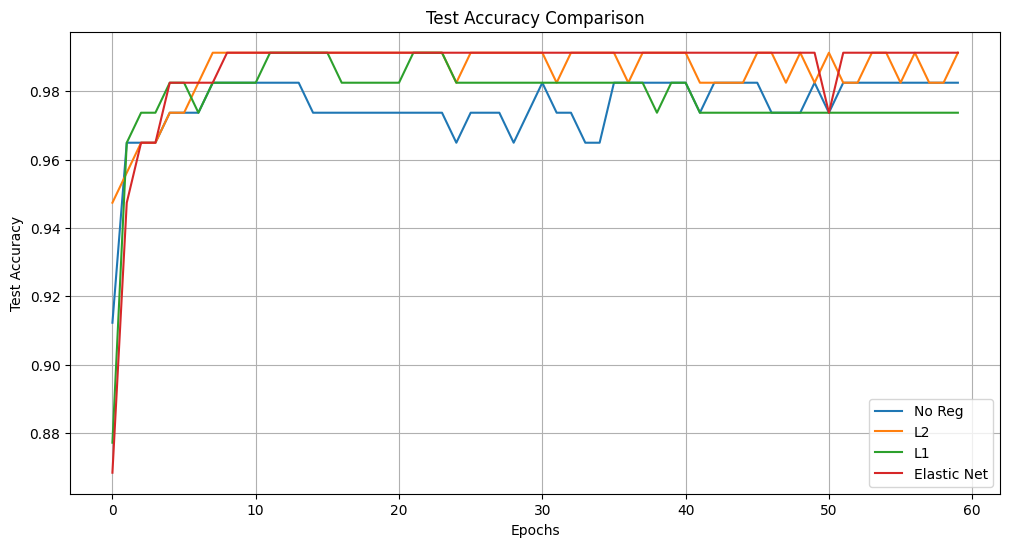 Test Accuracy Comparison
Test Accuracy
0.98
0.96
0.94
0.92
0.90
0.88
0
10
20
30
40
50
60
Epochs
No Reg
L2
L1
Elastic Net